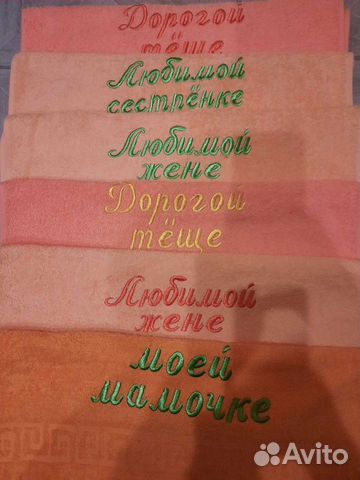 Дорогой
тёще
Любимой
сестрёнке
Любимой
жене
Дорогой
тёще
Любимой
жене
моей
мамочке
Avito